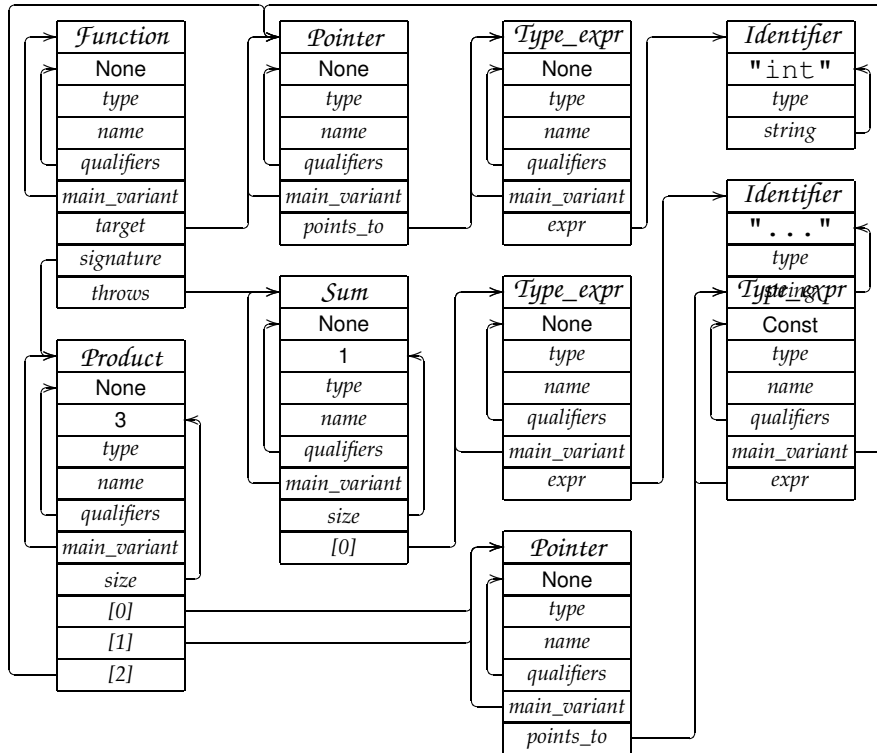 Function
None
type
name
qualifiers
main_variant
target
signature
throws
Pointer
None
type
name
qualifiers
main_variant
points_to
Type_expr
None
type
name
qualifiers
main_variant
expr
Identifier
"int"
type
string
Identifier
"..."
type
string
Product
None
3
type
name
qualifiers
main_variant
size
[0]
[1]
[2]
Sum
None
1
type
name
qualifiers
main_variant
size
[0]
Type_expr
None
type
name
qualifiers
main_variant
expr
Type_expr
Const
type
name
qualifiers
main_variant
expr
Pointer
None
type
name
qualifiers
main_variant
points_to